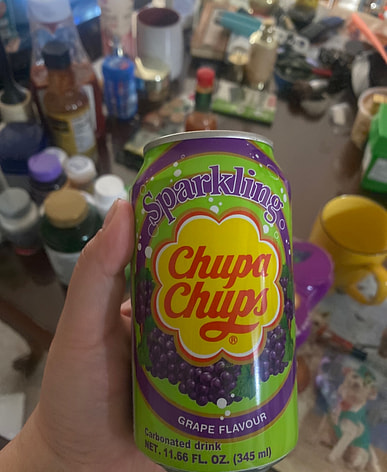 Sparkling
Chupa
Chups
®
GRAPE FLAVOUR
Carbonated drink
NET. 11.66 FL. OZ. (345 ml)